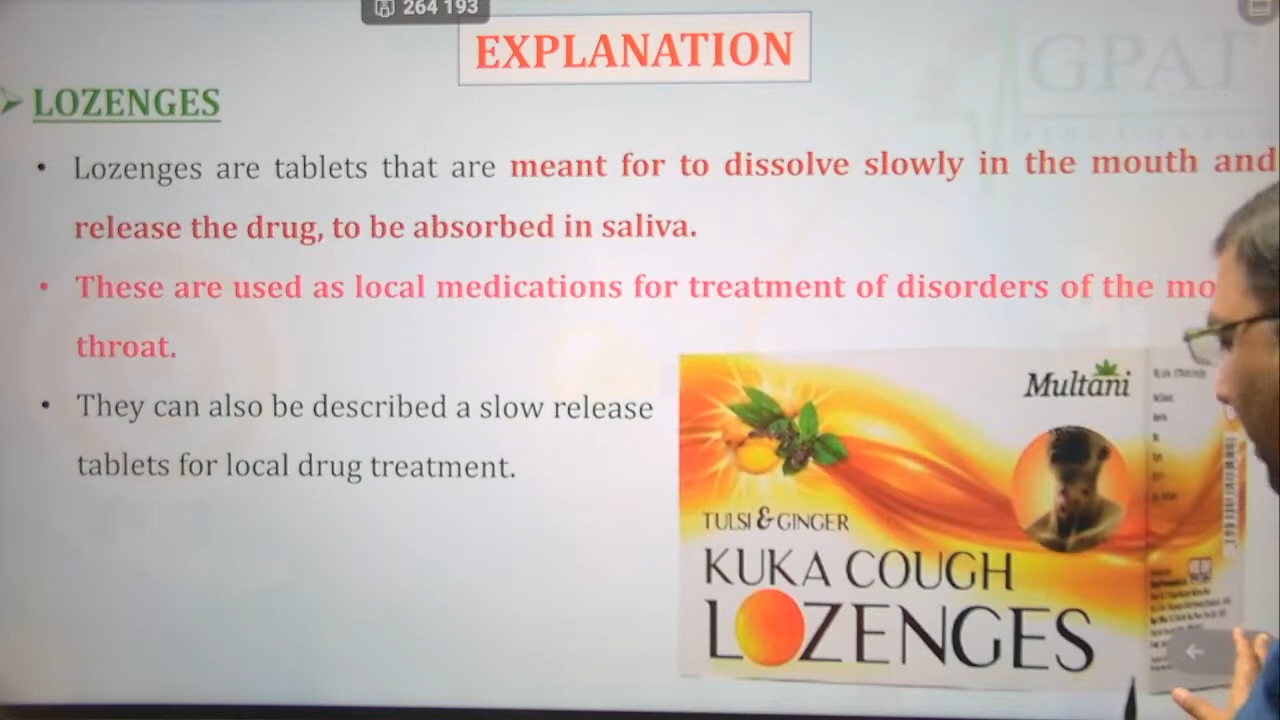 264 193
EXPLANATION
GPAT
➢ LOZENGES
• Lozenges are tablets that are meant for to dissolve slowly in the mouth and
release the drug, to be absorbed in saliva.
• These are used as local medications for treatment of disorders of the
throat.
• They can also be described a slow release
tablets for local drug treatment.
Multani
TULSI & GINGER
KUKA COUGH
LOZENGES